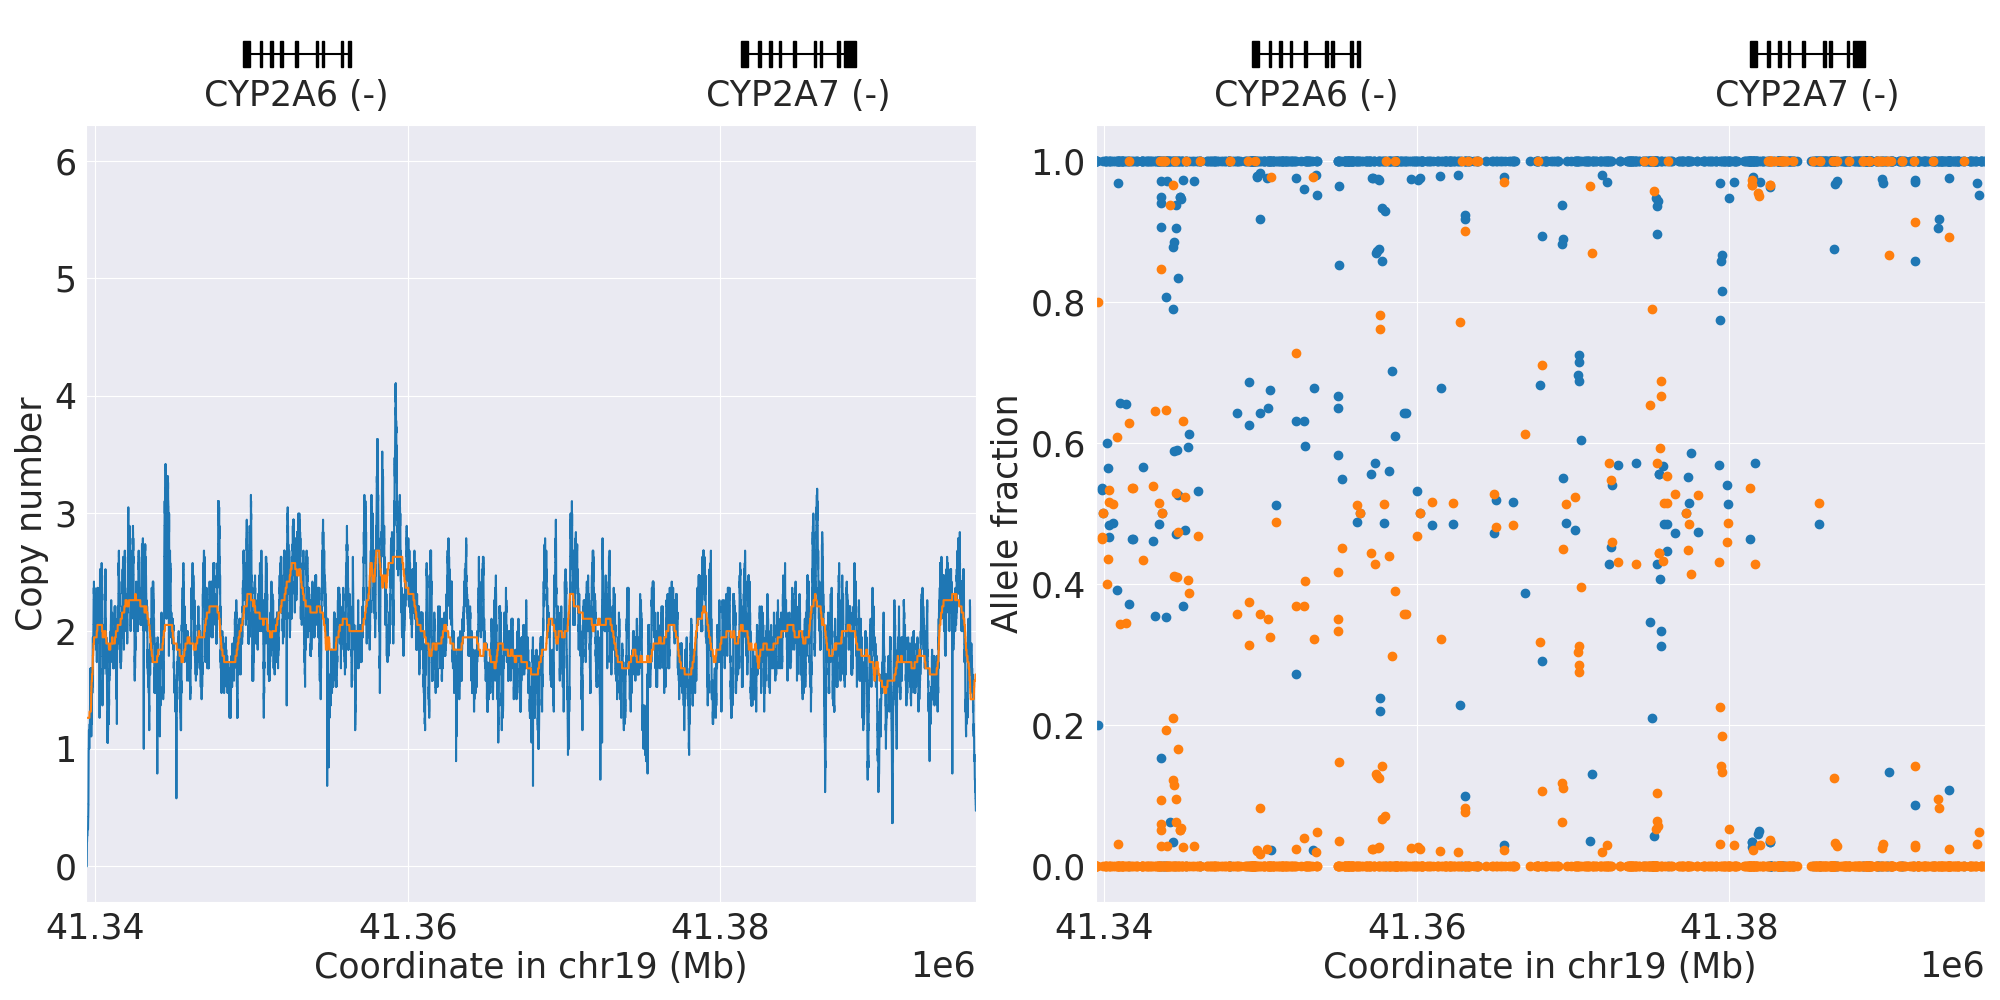 CYP2A6 (-)
CYP2A7 (-)
6
5
4
3
2
1
0
Copy number
41.34
41.36
41.38
Coordinate in chr19 (Mb)
1e6
CYP2A6 (-)
CYP2A7 (-)
1.0
0.8
0.6
0.4
0.2
0.0
Allele fraction
41.34
41.36
41.38
Coordinate in chr19 (Mb)
1e6